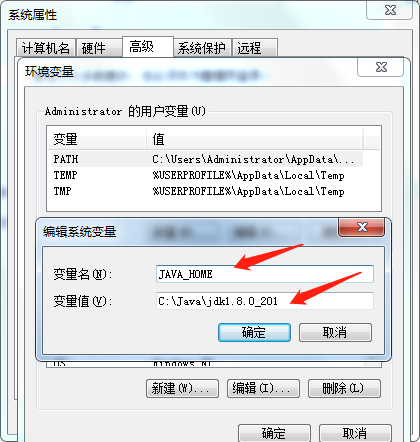 系统属性
计算机名 硬件 高级 系统保护 远程
环境变量
Administrator 的用户变量(U)
变量 值
PATH C:\Users\Administrator\AppData\...
TEMP %USERPROFILE%\AppData\Local\Temp
TMP %USERPROFILE%\AppData\Local\Temp
编辑系统变量
变量名(N): JAVA_HOME
变量值(V): C:\Java\jdk1.8.0_201
确定 取消
新建(W)... 编辑(I)... 删除(L)
确定 取消